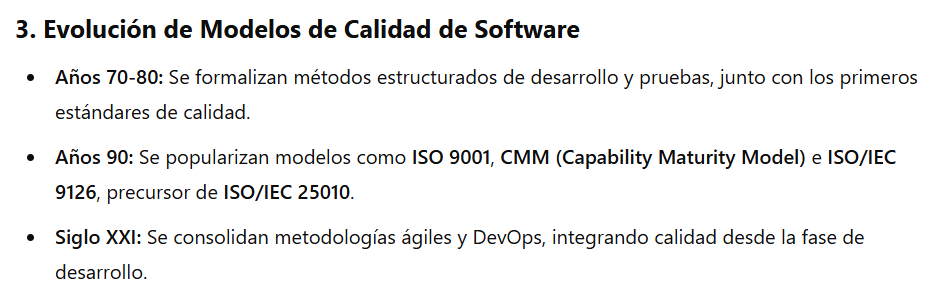 3. Evolución de Modelos de Calidad de Software
• Años 70-80: Se formalizan métodos estructurados de desarrollo y pruebas, junto con los primeros
estándares de calidad.
• Años 90: Se popularizan modelos como ISO 9001, CMM (Capability Maturity Model) e ISO/IEC
9126, precursor de ISO/IEC 25010.
• Siglo XXI: Se consolidan metodologías ágiles y DevOps, integrando calidad desde la fase de
desarrollo.